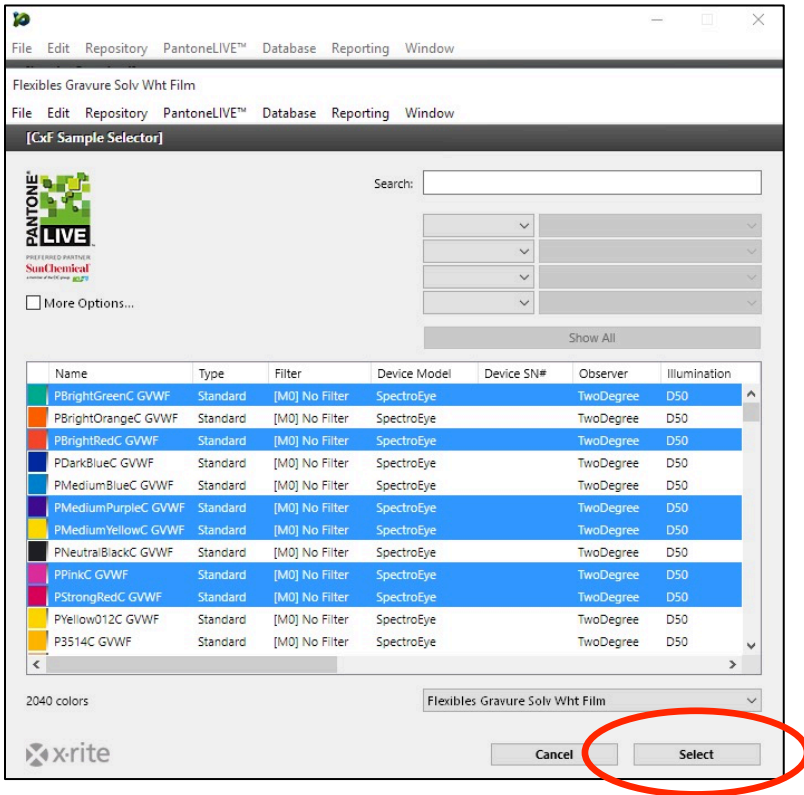 File Edit Repository PantoneLIVE™ Database Reporting Window
Flexibles Gravure Solv Wht Film
File Edit Repository PantoneLIVE™ Database Reporting Window
[CxF Sample Selector]
PANTONE®
LIVE™
PREFERRED PARTNER
SunChemical®
Search:
More Options...
Show All
Name Type Filter Device Model Device SN# Observer Illumination
PBrightGreenC GVWF Standard [M0] No Filter SpectroEye TwoDegree D50
PBrightOrangeC GVWF Standard [M0] No Filter SpectroEye TwoDegree D50
PBrightRedC GVWF Standard [M0] No Filter SpectroEye TwoDegree D50
PDarkBlueC GVWF Standard [M0] No Filter SpectroEye TwoDegree D50
PMediumBlueC GVWF Standard [M0] No Filter SpectroEye TwoDegree D50
PMediumPurpleC GVWF Standard [M0] No Filter SpectroEye TwoDegree D50
PMediumYellowC GVWF Standard [M0] No Filter SpectroEye TwoDegree D50
PNeutralBlackC GVWF Standard [M0] No Filter SpectroEye TwoDegree D50
PPinkC GVWF Standard [M0] No Filter SpectroEye TwoDegree D50
PStrongRedC GVWF Standard [M0] No Filter SpectroEye TwoDegree D50
PYellow012C GVWF Standard [M0] No Filter SpectroEye TwoDegree D50
P3514C GVWF Standard [M0] No Filter SpectroEye TwoDegree D50
2040 colors
Flexibles Gravure Solv Wht Film
x·rite
Cancel
Select